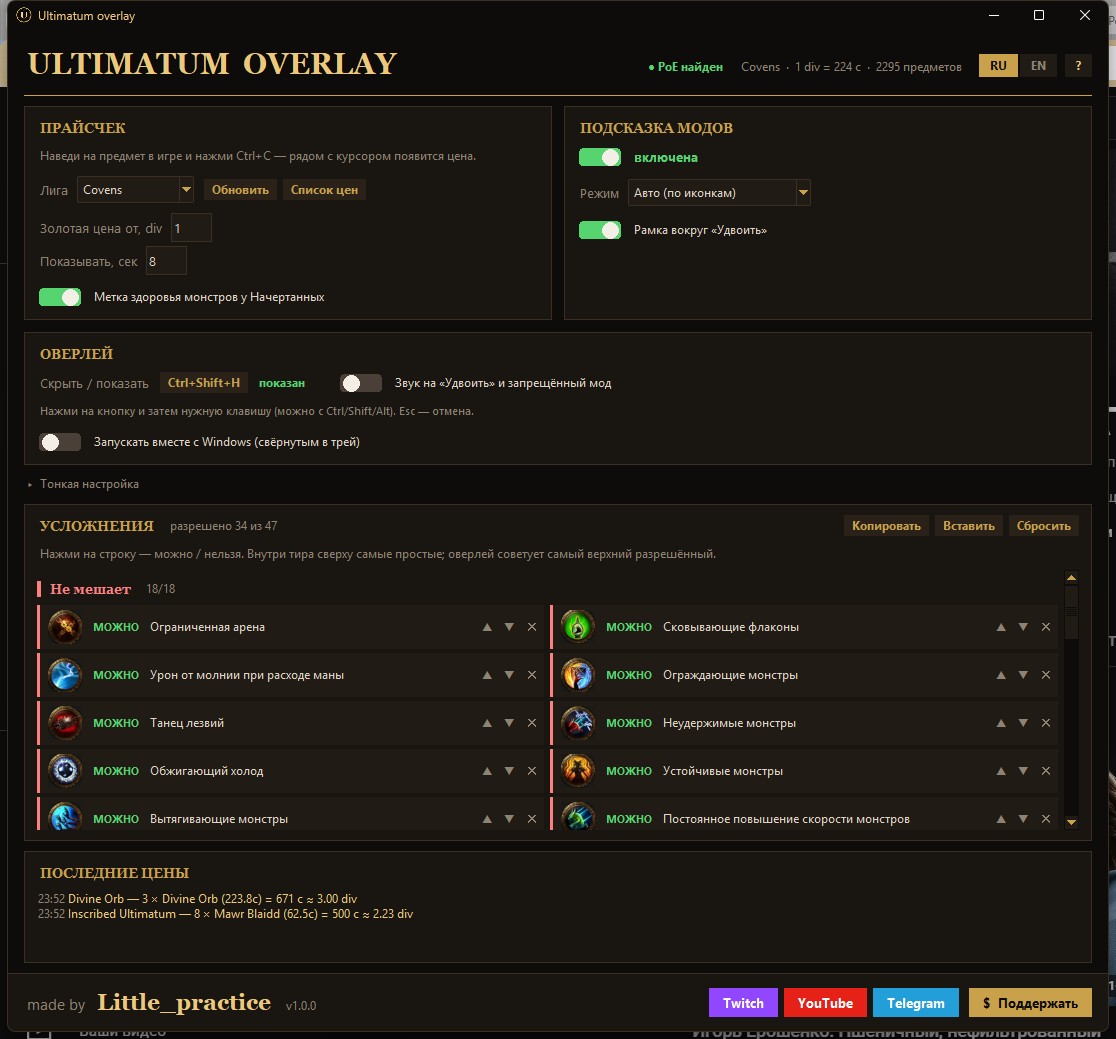 Ultimatum overlay
ULTIMATUM OVERLAY
• PoE найден Covens · 1 div = 224 c · 2295 предметов RU EN ?
ПРАЙСЧЕК
Наведи на предмет в игре и нажми Ctrl+C — рядом с курсором появится цена.
Лига Covens Обновить Список цен
Золотая цена от, div 1
Показывать, сек 8
Метка здоровья монстров у Начертанных
ПОДСКАЗКА МОДОВ
включена
Режим Авто (по иконкам)
Рамка вокруг «Удвоить»
ОВЕРЛЕЙ
Скрыть / показать Ctrl+Shift+H показан Звук на «Удвоить» и запрещённый мод
Нажми на кнопку и затем нужную клавишу (можно с Ctrl/Shift/Alt). Esc — отмена.
Запускать вместе с Windows (свёрнутым в трей)
Тонкая настройка
УСЛОЖНЕНИЯ разрешено 34 из 47 Копировать Вставить Сбросить
Нажми на строку — можно / нельзя. Внутри тира сверху самые простые; оверлей советует самый верхний разрешённый.
Не мешает 18/18
МОЖНО Ограниченная арена МОЖНО Сковывающие флаконы
МОЖНО Урон от молнии при расходе маны МОЖНО Ограждающие монстры
МОЖНО Танец лезвий МОЖНО Неудержимые монстры
МОЖНО Обжигающий холод МОЖНО Устойчивые монстры
МОЖНО Вытягивающие монстры МОЖНО Постоянное повышение скорости монстров
ПОСЛЕДНИЕ ЦЕНЫ
23:52 Divine Orb — 3 × Divine Orb (223.8c) = 671 c ≈ 3.00 div
23:52 Inscribed Ultimatum — 8 × Mawr Blaidd (62.5c) = 500 c ≈ 2.23 div
made by Little_practice v1.0.0 Twitch YouTube Telegram $ Поддержать
Ваши видео Игорь Ерошенко: Пшеничный, нефильтрованный